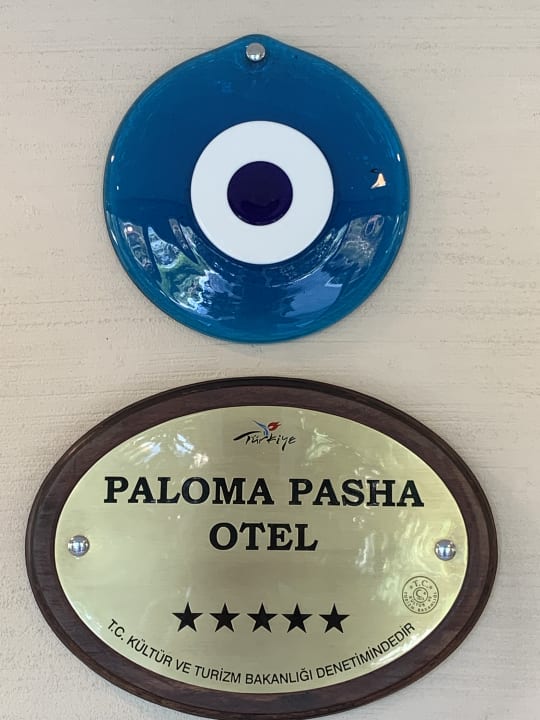 Türkiye
PALOMA PASHA
OTEL
T.C.
T.C. KÜLTÜR VE TURİZM BAKANLIĞI DENETİMİNDEDİR